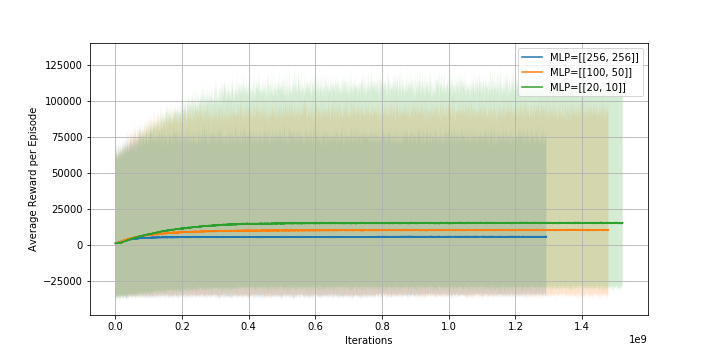 MLP=[[256, 256]]
MLP=[[100, 50]]
MLP=[[20, 10]]
Average Reward per Episode
125000
100000
75000
50000
25000
0
−25000
0.0 0.2 0.4 0.6 0.8 1.0 1.2 1.4
1e9
Iterations